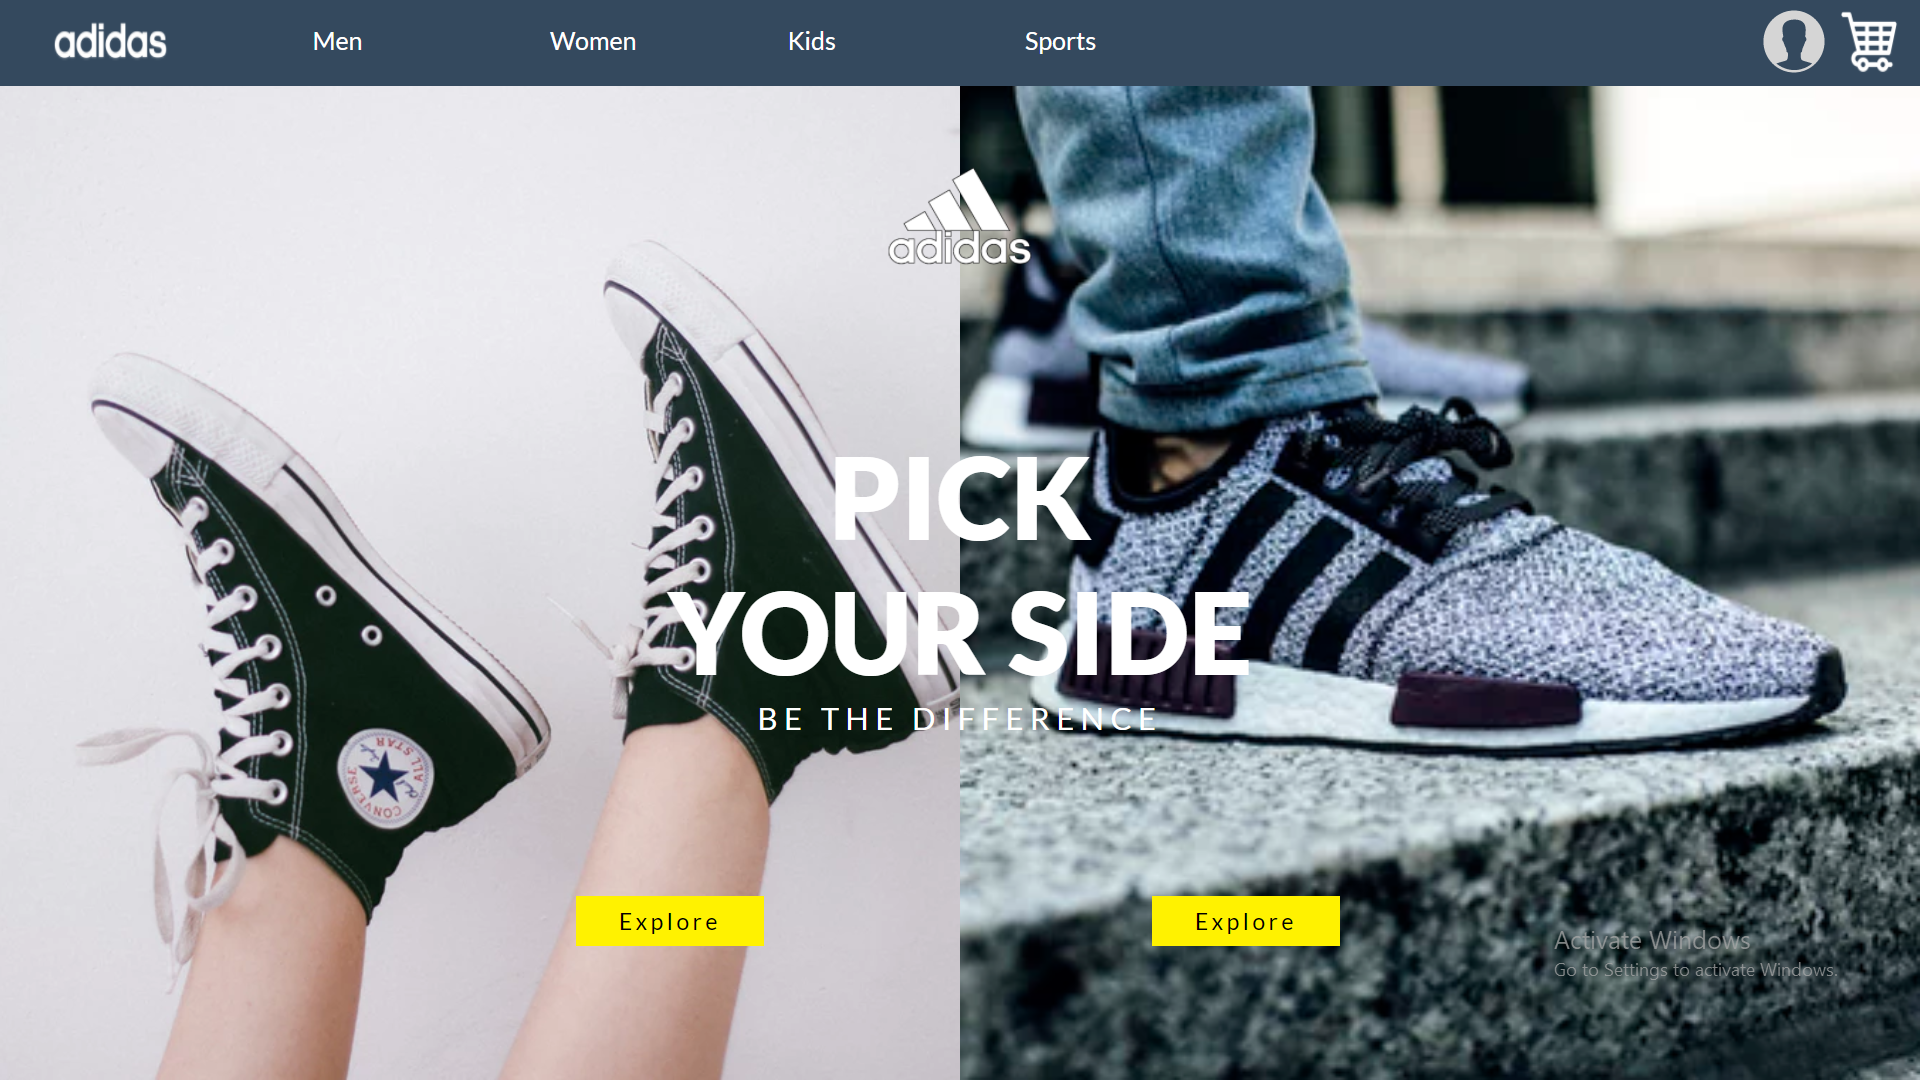 adidas
Men
Women
Kids
Sports
adidas
PICK
YOUR SIDE
BE THE DIFFERENCE
CONVERSE
ALL STAR
Explore
Explore
Activate Windows
Go to Settings to activate Windows.